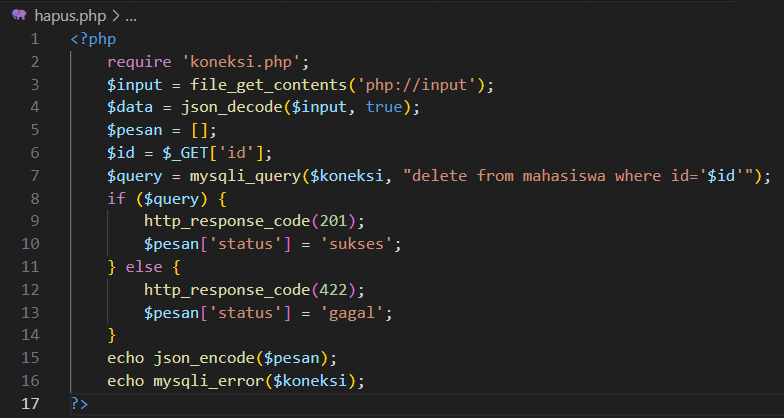 hapus.php > ...
1 <?php
2 require 'koneksi.php';
3 $input = file_get_contents('php://input');
4 $data = json_decode($input, true);
5 $pesan = [];
6 $id = $_GET['id'];
7 $query = mysqli_query($koneksi, "delete from mahasiswa where id='$id'");
8 if ($query) {
9 http_response_code(201);
10 $pesan['status'] = 'sukses';
11 } else {
12 http_response_code(422);
13 $pesan['status'] = 'gagal';
14 }
15 echo json_encode($pesan);
16 echo mysqli_error($koneksi);
17 ?>